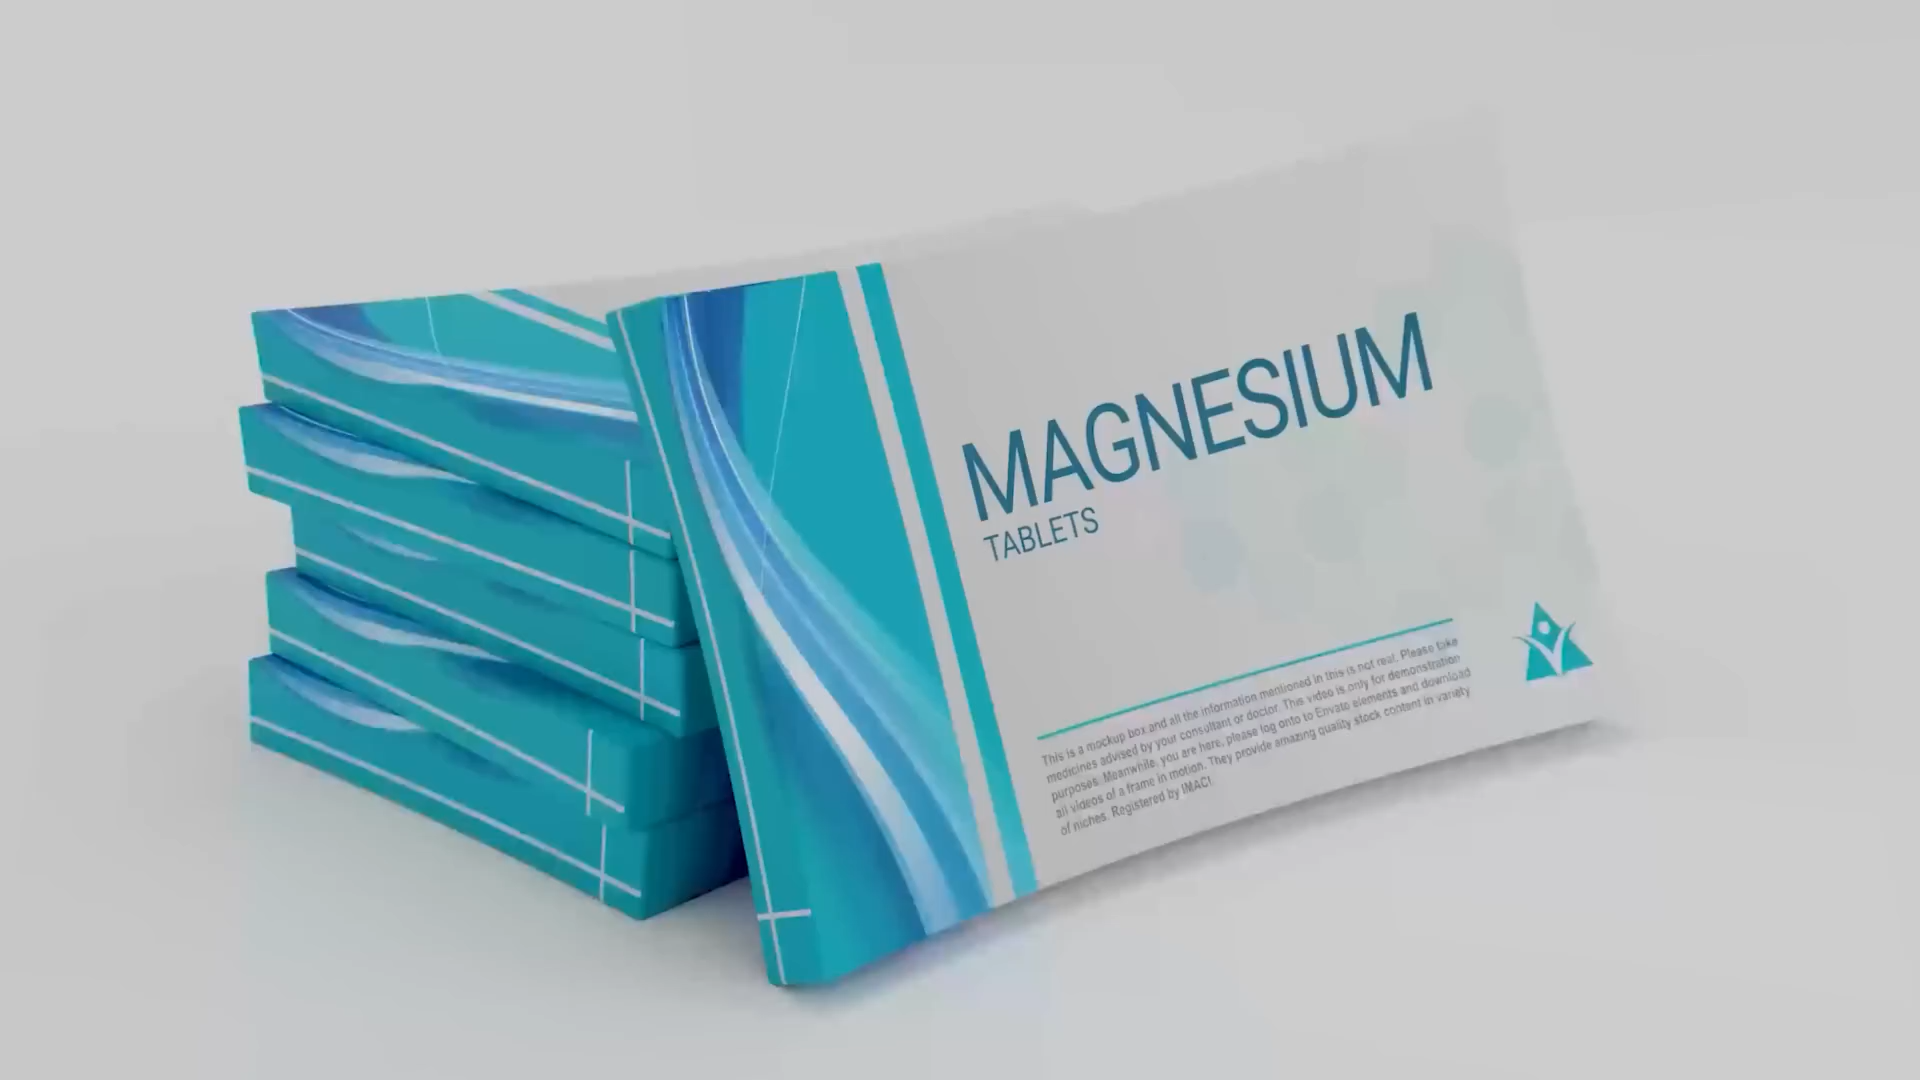 MAGNESIUM
TABLETS
This is a mockup box and all the information mentioned in this is not real. Please take
medicines advised by your consultant or doctor. This video is only for demonstration
purposes. Meanwhile, you are here, please log onto to Envato elements and download
all videos of a frame in motion. They provide amazing quality stock content in variety
of niches. Registered by IMACI.